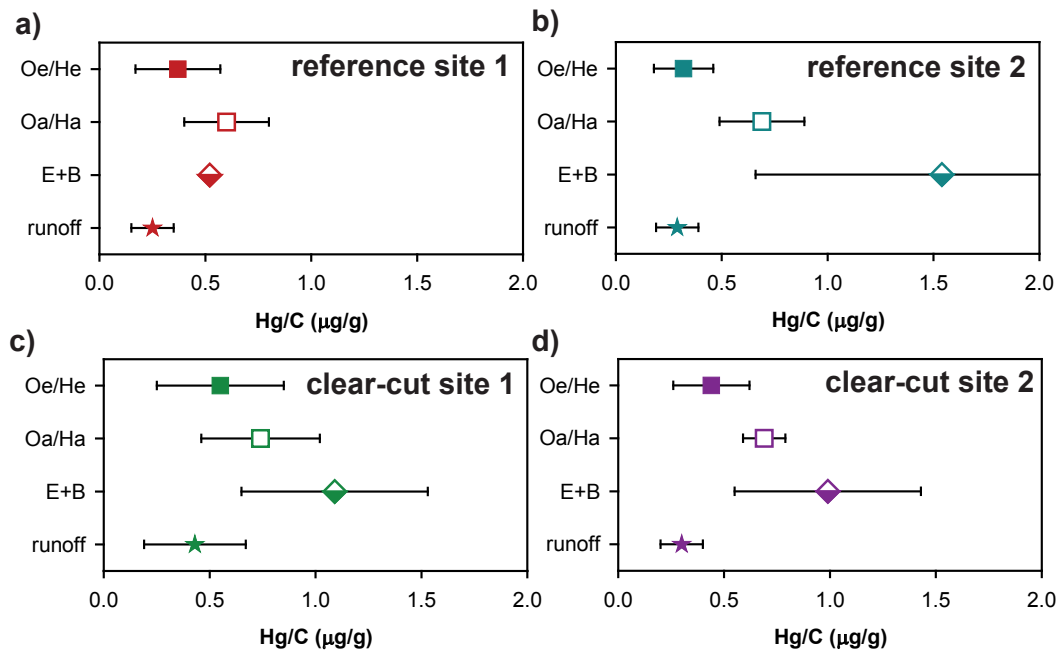 a)
reference site 1
Oe/He
Oa/Ha
E+B
runoff
0.0 0.5 1.0 1.5 2.0
Hg/C (μg/g)
b)
reference site 2
Oe/He
Oa/Ha
E+B
runoff
0.0 0.5 1.0 1.5 2.0
Hg/C (μg/g)
c)
clear-cut site 1
Oe/He
Oa/Ha
E+B
runoff
0.0 0.5 1.0 1.5 2.0
Hg/C (μg/g)
d)
clear-cut site 2
Oe/He
Oa/Ha
E+B
runoff
0.0 0.5 1.0 1.5 2.0
Hg/C (μg/g)